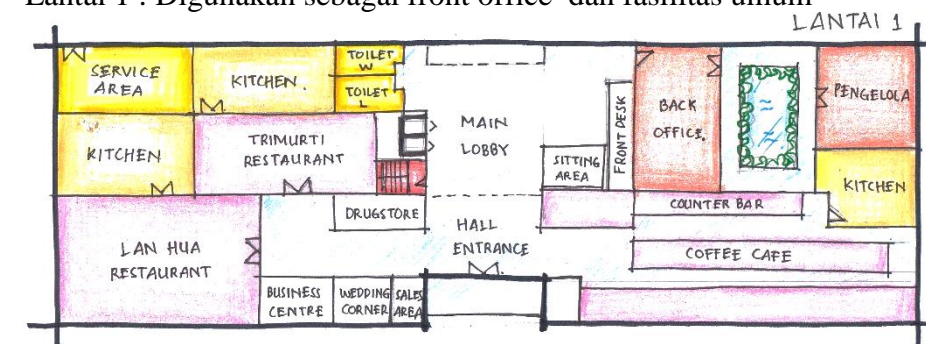 Lantai 1 : Digunakan sebagai front office dan fasilitas umum
LANTAI 1
SERVICE
AREA
KITCHEN.
TOILET
W
TOILET
L
MAIN
LOBBY
FRONT DESK
BACK
OFFICE.
PENGELOLA
KITCHEN
TRIMURTI
RESTAURANT
SITTING
AREA
KITCHEN
DRUGSTORE
COUNTER BAR
LAN HUA
RESTAURANT
HALL
ENTRANCE
COFFEE CAFE
BUSINESS
CENTRE
WEDDING
CORNER
SALES
AREA